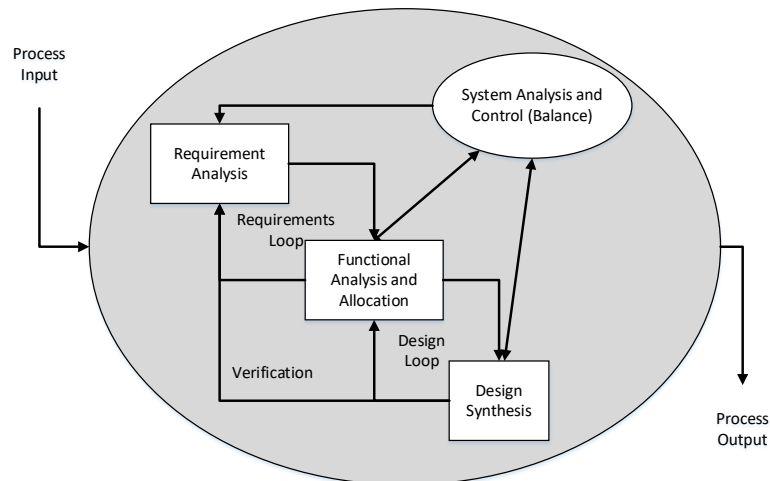 Process
Input
System Analysis and
Control (Balance)
Requirement
Analysis
Requirements
Loop
Functional
Analysis and
Allocation
Design
Loop
Verification
Design
Synthesis
Process
Output